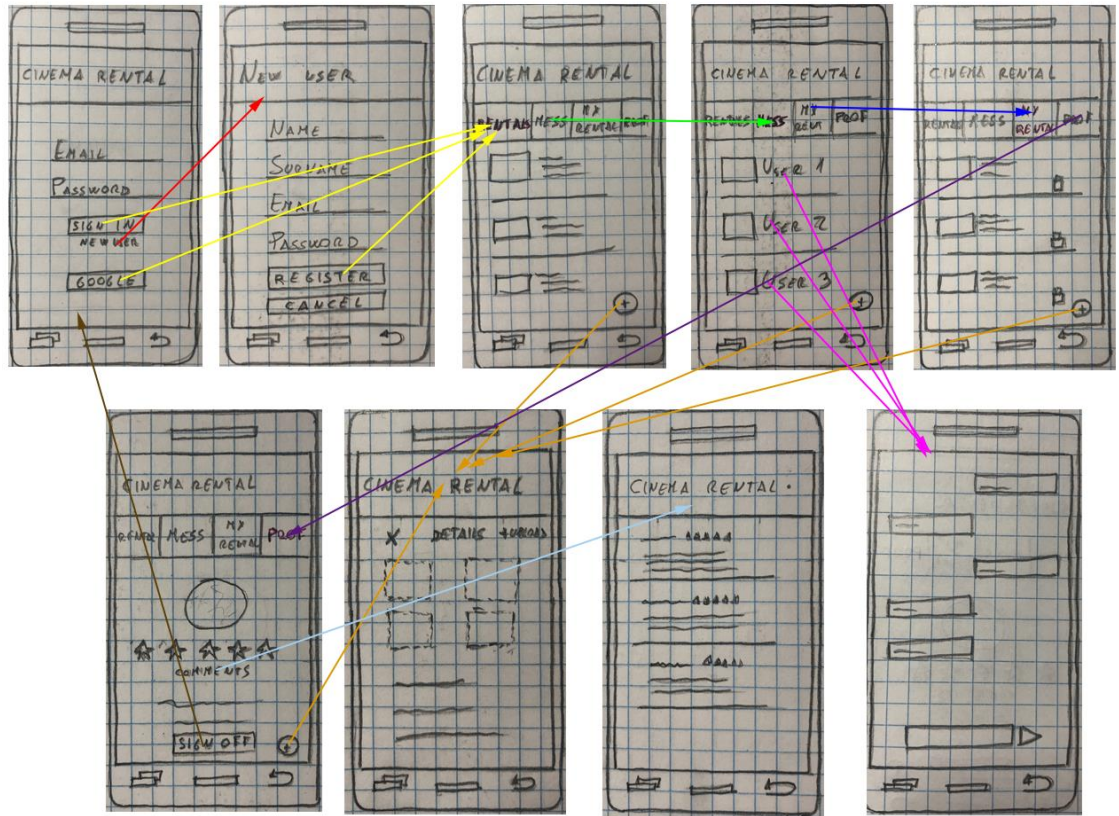 CINEMA RENTAL
EMAIL
PASSWORD
SIGN IN
NEW USER
GOOGLE
NEW USER
NAME
SURNAME
EMAIL
PASSWORD
REGISTER
CANCEL
CINEMA RENTAL
RENTALS MESS MY RENTAL
CINEMA RENTAL
RENTALS MESS MY RENT PROF
USER 1
USER 2
USER 3
CINEMA RENTAL
RENTAL MESS MY RENTAL PROF
CINEMA RENTAL
RENTAL MESS MY RENTAL PROF
COMMENTS
SIGN OFF
CINEMA RENTAL
X DETAILS +UPLOAD
CINEMA RENTAL